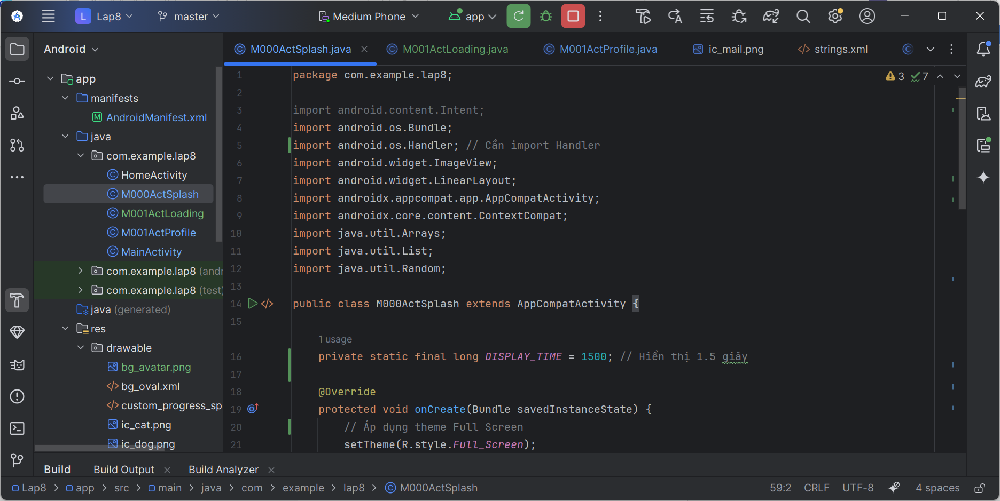 L Lap8 master Medium Phone app
Android
M000ActSplash.java M001ActLoading.java M001ActProfile.java ic_mail.png strings.xml
app
manifests
AndroidManifest.xml
java
com.example.lap8
HomeActivity
M000ActSplash
M001ActLoading
M001ActProfile
MainActivity
com.example.lap8 (andr
com.example.lap8 (test)
java (generated)
res
drawable
bg_avatar.png
bg_oval.xml
custom_progress_sp
ic_cat.png
ic_dog.png
3 7
1 package com.example.lap8;
2
3 import android.content.Intent;
4 import android.os.Bundle;
5 import android.os.Handler; // Cần import Handler
6 import android.widget.ImageView;
7 import android.widget.LinearLayout;
8 import androidx.appcompat.app.AppCompatActivity;
9 import androidx.core.content.ContextCompat;
10 import java.util.Arrays;
11 import java.util.List;
12 import java.util.Random;
13
14 public class M000ActSplash extends AppCompatActivity {
15
1 usage
16 private static final long DISPLAY_TIME = 1500; // Hiển thị 1.5 giây
17
18 @Override
19 protected void onCreate(Bundle savedInstanceState) {
20 // Áp dụng theme Full Screen
21 setTheme(R.style.Full_Screen);
Build Build Output Build Analyzer
Lap8 > app > src > main > java > com > example > lap8 > M000ActSplash 59:2 CRLF UTF-8 4 spaces